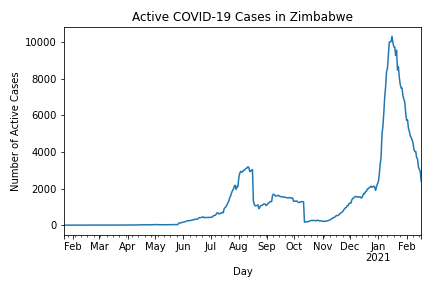 Active COVID-19 Cases in Zimbabwe
10000
8000
6000
4000
2000
0
Number of Active Cases
Feb Mar Apr May Jun Jul Aug Sep Oct Nov Dec Jan Feb
2021
Day